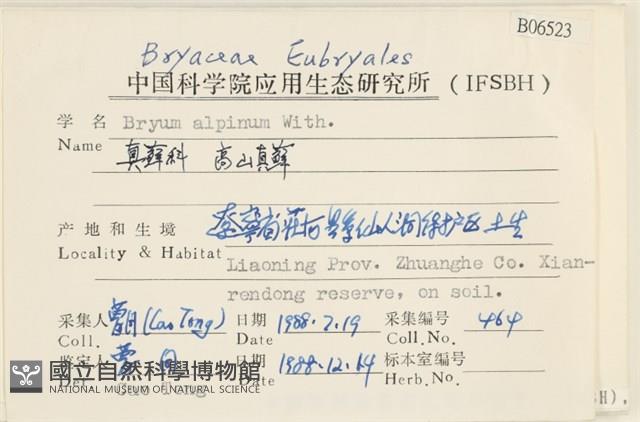 B06523
Bryaceae Eubryales
中国科学院应用生态研究所 (IFSBH)
学名 Bryum alpinum With.
Name 真藓科 高山真藓
产地和生境 辽宁省庄河县仙人洞保护区 土生
Locality & Habitat Liaoning Prov. Zhuanghe Co. Xian-
rendong reserve, on soil.
采集人 曹同 (Cao Tong) 日期 1988.7.19 采集编号 464
Coll. Date Coll.No.
鉴定人 曹同 日期 1988.12.14 标本室编号
Det. Cao Tong Date Herb.No.
國立自然科學博物館
NATIONAL MUSEUM OF NATURAL SCIENCE
BH),